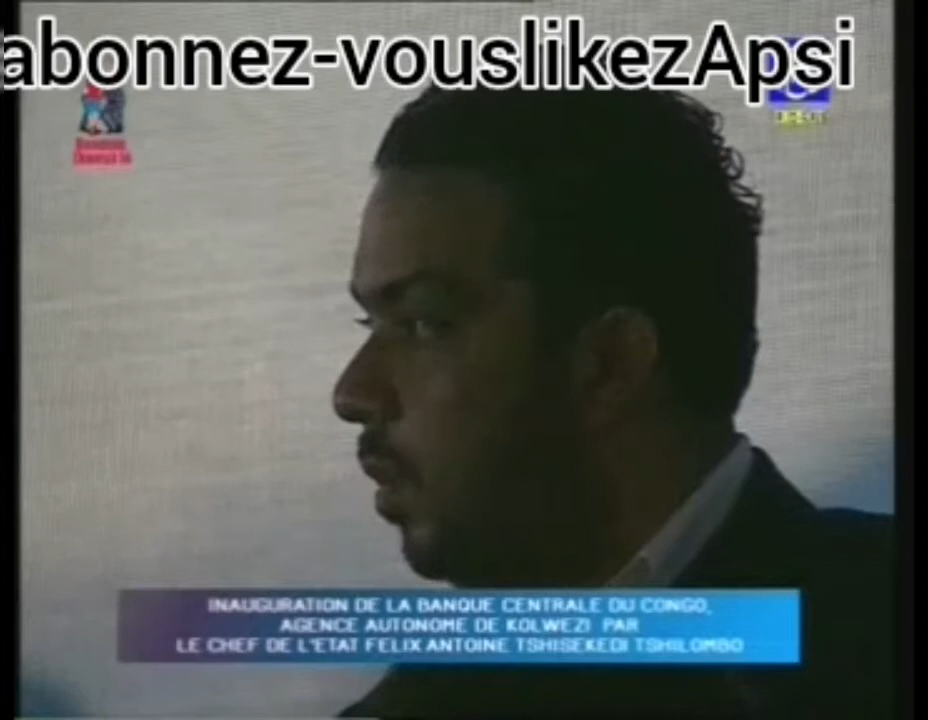 abonnez-vouslikezApsi
INAUGURATION DE LA BANQUE CENTRALE DU CONGO,
AGENCE AUTONOME DE KOLWEZI PAR
LE CHEF DE L'ETAT FELIX ANTOINE TSHISEKEDI TSHILOMBO